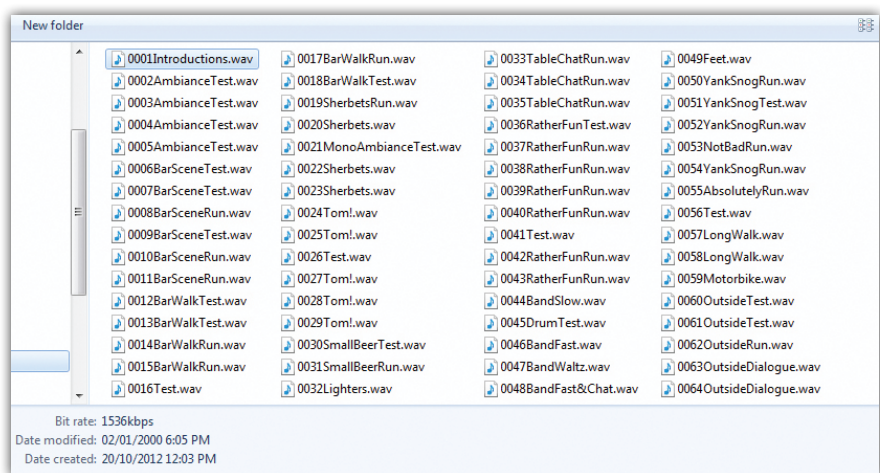 New folder
0001Introductions.wav
0002AmbianceTest.wav
0003AmbianceTest.wav
0004AmbianceTest.wav
0005AmbianceTest.wav
0006BarSceneTest.wav
0007BarSceneTest.wav
0008BarSceneRun.wav
0009BarSceneTest.wav
0010BarSceneRun.wav
0011BarSceneRun.wav
0012BarWalkTest.wav
0013BarWalkTest.wav
0014BarWalkRun.wav
0015BarWalkRun.wav
0016Test.wav
0017BarWalkRun.wav
0018BarWalkTest.wav
0019SherbetsRun.wav
0020Sherbets.wav
0021MonoAmbianceTest.wav
0022Sherbets.wav
0023Sherbets.wav
0024Tom!.wav
0025Tom!.wav
0026Test.wav
0027Tom!.wav
0028Tom!.wav
0029Tom!.wav
0030SmallBeerTest.wav
0031SmallBeerRun.wav
0032Lighters.wav
0033TableChatRun.wav
0034TableChatRun.wav
0035TableChatRun.wav
0036RatherFunTest.wav
0037RatherFunRun.wav
0038RatherFunRun.wav
0039RatherFunRun.wav
0040RatherFunRun.wav
0041Test.wav
0042RatherFunRun.wav
0043RatherFunRun.wav
0044BandSlow.wav
0045DrumTest.wav
0046BandFast.wav
0047BandWaltz.wav
0048BandFast&Chat.wav
0049Feet.wav
0050YankSnogRun.wav
0051YankSnogTest.wav
0052YankSnogRun.wav
0053NotBadRun.wav
0054YankSnogRun.wav
0055AbsolutelyRun.wav
0056Test.wav
0057LongWalk.wav
0058LongWalk.wav
0059Motorbike.wav
0060OutsideTest.wav
0061OutsideTest.wav
0062OutsideRun.wav
0063OutsideDialogue.wav
0064OutsideDialogue.wav
Bit rate: 1536kbps
Date modified: 02/01/2000 6:05 PM
Date created: 20/10/2012 12:03 PM